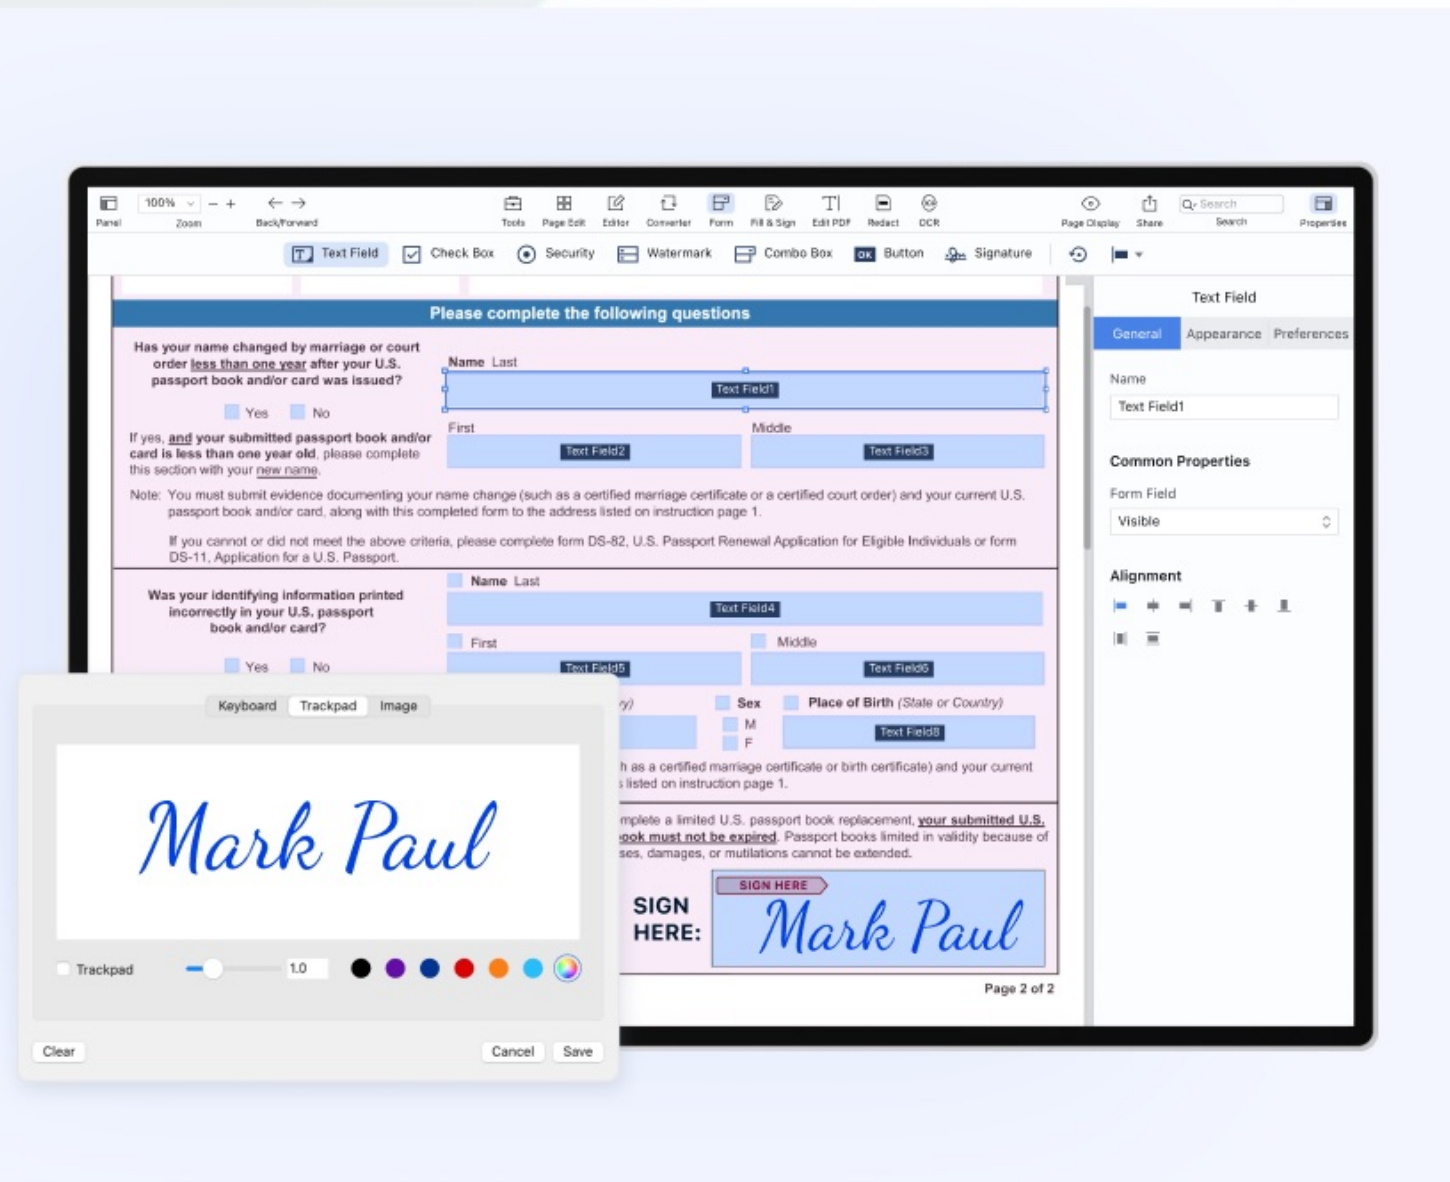 100%
Panel Zoom Back/Forward Tools Page Edit Editor Converter Form Fill & Sign Edit PDF Redact OCR Page Display Share Search Search Properties
Text Field Check Box Security Watermark Combo Box OK Button Signature
Please complete the following questions
Has your name changed by marriage or court
order less than one year after your U.S.
passport book and/or card was issued?
Yes No
If yes, and your submitted passport book and/or
card is less than one year old, please complete
this section with your new name.
Name Last
Text Field1
First Middle
Text Field2 Text Field3
Note: You must submit evidence documenting your name change (such as a certified marriage certificate or a certified court order) and your current U.S.
passport book and/or card, along with this completed form to the address listed on instruction page 1.
If you cannot or did not meet the above criteria, please complete form DS-82, U.S. Passport Renewal Application for Eligible Individuals or form
DS-11, Application for a U.S. Passport.
Was your identifying information printed
incorrectly in your U.S. passport
book and/or card?
Yes No
Name Last
Text Field4
First Middle
Text Field5 Text Field6
ry) Sex Place of Birth (State or Country)
M
F
Text Field8
h as a certified marriage certificate or birth certificate) and your current
s listed on instruction page 1.
mplete a limited U.S. passport book replacement, your submitted U.S.
ook must not be expired. Passport books limited in validity because of
ses, damages, or mutilations cannot be extended.
SIGN
HERE:
SIGN HERE
Mark Paul
Page 2 of 2
Text Field
General Appearance Preferences
Name
Text Field1
Common Properties
Form Field
Visible
Alignment
Keyboard Trackpad Image
Mark Paul
Trackpad 1.0
Clear Cancel Save